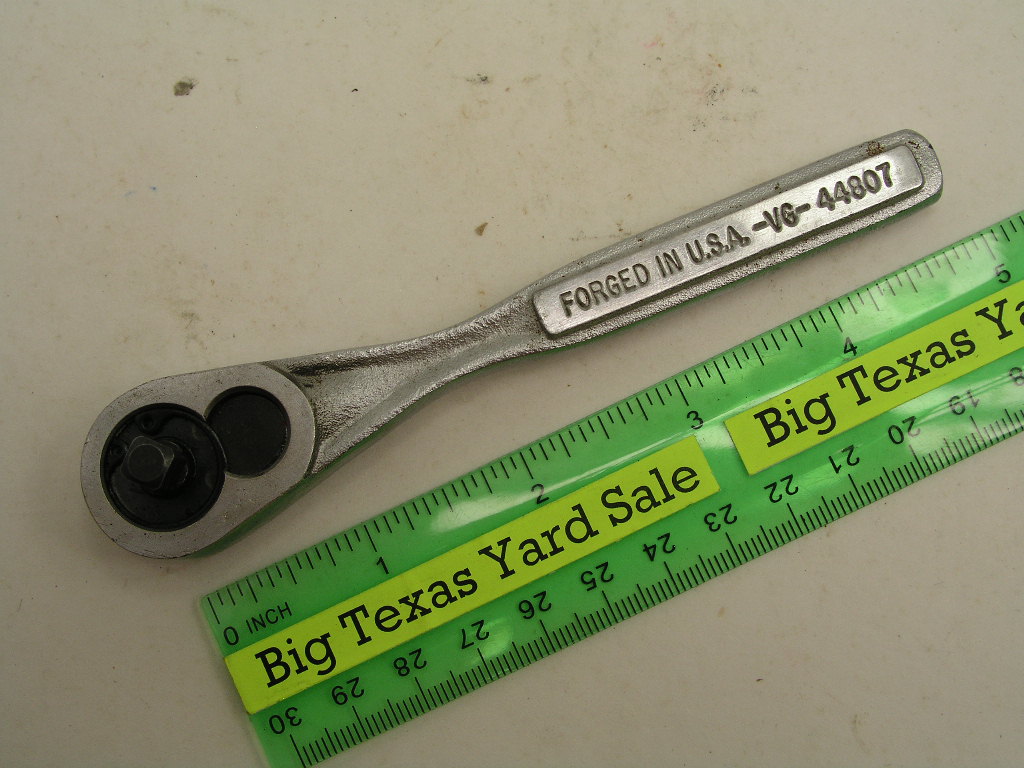 FORGED IN U.S.A. -VG- 44807
0 INCH 1 2 3 4 5
Big Texas Yard Sale
Big Texas Ya
30 29 28 27 26 25 24 23 22 21 20 19 18